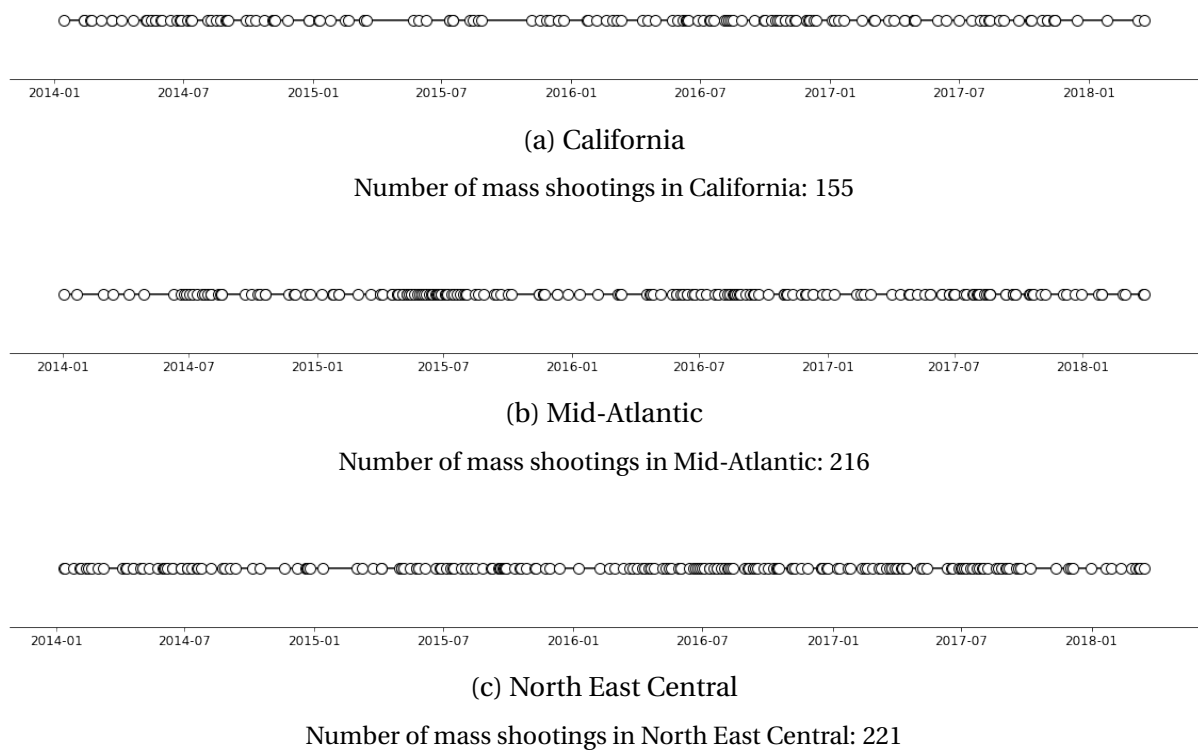 2014-01 2014-07 2015-01 2015-07 2016-01 2016-07 2017-01 2017-07 2018-01
(a) California
Number of mass shootings in California: 155
2014-01 2014-07 2015-01 2015-07 2016-01 2016-07 2017-01 2017-07 2018-01
(b) Mid-Atlantic
Number of mass shootings in Mid-Atlantic: 216
2014-01 2014-07 2015-01 2015-07 2016-01 2016-07 2017-01 2017-07 2018-01
(c) North East Central
Number of mass shootings in North East Central: 221